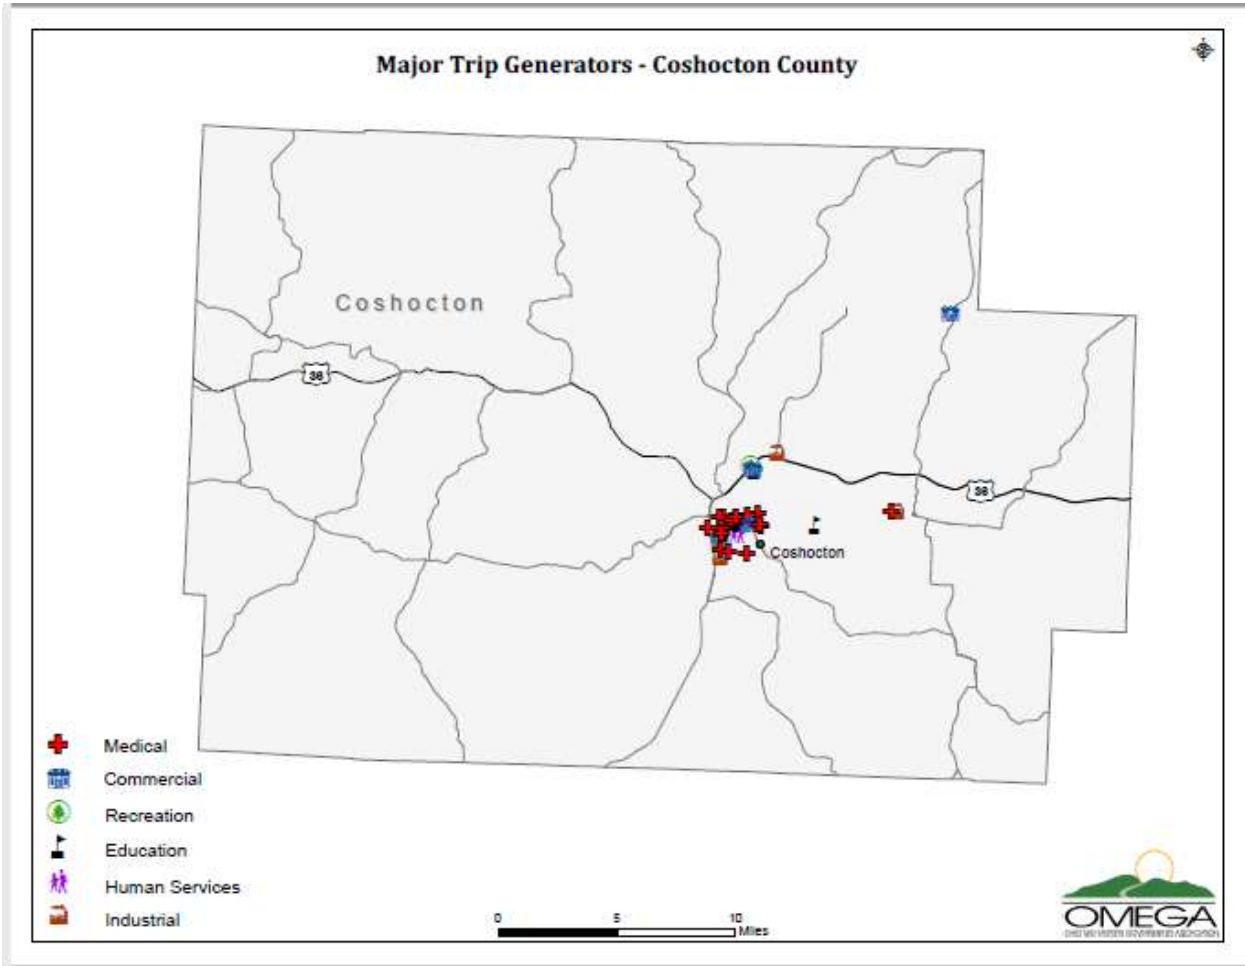 Major Trip Generators - Coshocton County
Coshocton
36
36
Coshocton
Medical
Commercial
Recreation
Education
Human Services
Industrial
0 5 10
Miles
OMEGA